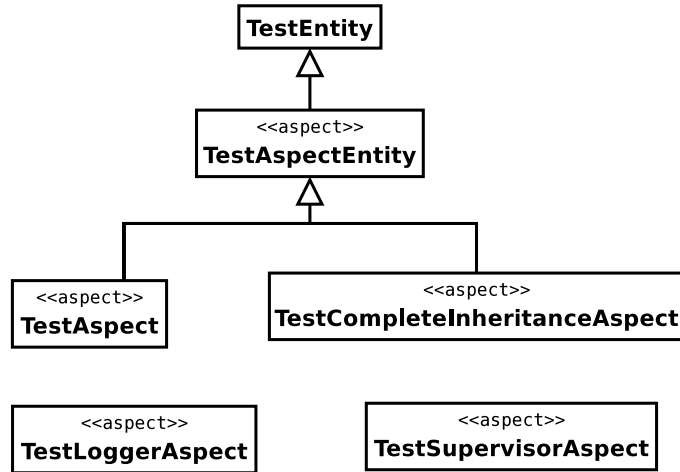 TestEntity
<<aspect>>
TestAspectEntity
<<aspect>>
TestAspect
<<aspect>>
TestCompleteInheritanceAspect
<<aspect>>
TestLoggerAspect
<<aspect>>
TestSupervisorAspect